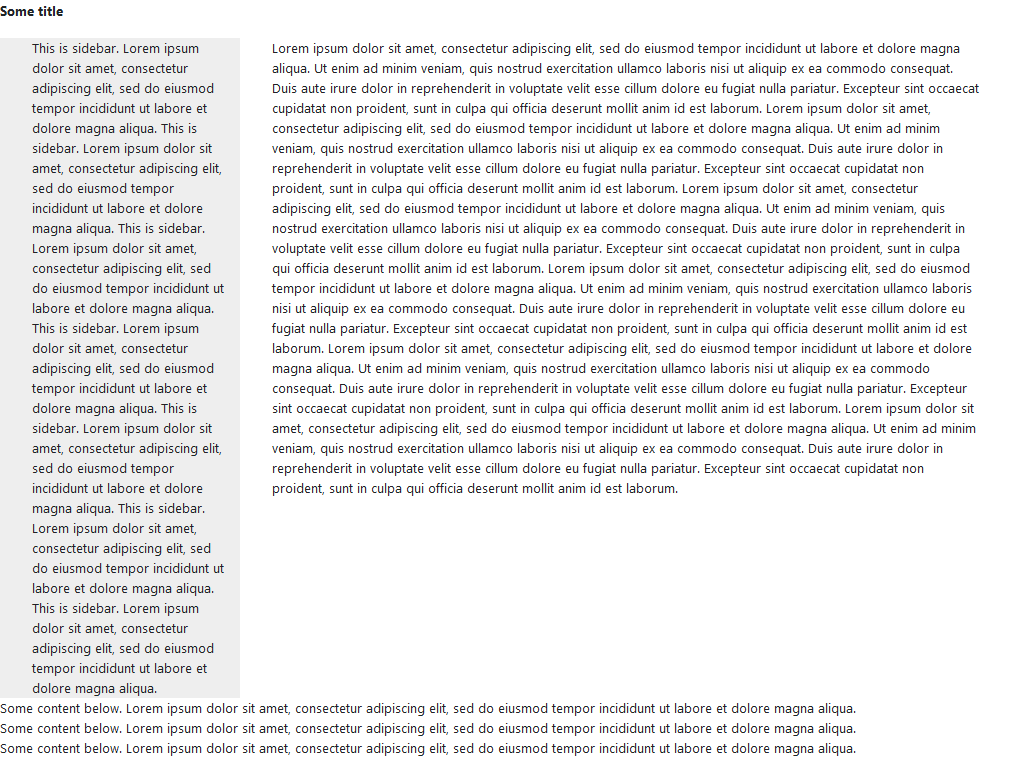 Some title
This is sidebar. Lorem ipsum
dolor sit amet, consectetur
adipiscing elit, sed do eiusmod
tempor incididunt ut labore et
dolore magna aliqua. This is
sidebar. Lorem ipsum dolor sit
amet, consectetur adipiscing elit,
sed do eiusmod tempor
incididunt ut labore et dolore
magna aliqua. This is sidebar.
Lorem ipsum dolor sit amet,
consectetur adipiscing elit, sed
do eiusmod tempor incididunt ut
labore et dolore magna aliqua.
This is sidebar. Lorem ipsum
dolor sit amet, consectetur
adipiscing elit, sed do eiusmod
tempor incididunt ut labore et
dolore magna aliqua. This is
sidebar. Lorem ipsum dolor sit
amet, consectetur adipiscing elit,
sed do eiusmod tempor
incididunt ut labore et dolore
magna aliqua. This is sidebar.
Lorem ipsum dolor sit amet,
consectetur adipiscing elit, sed
do eiusmod tempor incididunt ut
labore et dolore magna aliqua.
This is sidebar. Lorem ipsum
dolor sit amet, consectetur
adipiscing elit, sed do eiusmod
tempor incididunt ut labore et
dolore magna aliqua.
Lorem ipsum dolor sit amet, consectetur adipiscing elit, sed do eiusmod tempor incididunt ut labore et dolore magna
aliqua. Ut enim ad minim veniam, quis nostrud exercitation ullamco laboris nisi ut aliquip ex ea commodo consequat.
Duis aute irure dolor in reprehenderit in voluptate velit esse cillum dolore eu fugiat nulla pariatur. Excepteur sint occaecat
cupidatat non proident, sunt in culpa qui officia deserunt mollit anim id est laborum. Lorem ipsum dolor sit amet,
consectetur adipiscing elit, sed do eiusmod tempor incididunt ut labore et dolore magna aliqua. Ut enim ad minim
veniam, quis nostrud exercitation ullamco laboris nisi ut aliquip ex ea commodo consequat. Duis aute irure dolor in
reprehenderit in voluptate velit esse cillum dolore eu fugiat nulla pariatur. Excepteur sint occaecat cupidatat non
proident, sunt in culpa qui officia deserunt mollit anim id est laborum. Lorem ipsum dolor sit amet, consectetur
adipiscing elit, sed do eiusmod tempor incididunt ut labore et dolore magna aliqua. Ut enim ad minim veniam, quis
nostrud exercitation ullamco laboris nisi ut aliquip ex ea commodo consequat. Duis aute irure dolor in reprehenderit in
voluptate velit esse cillum dolore eu fugiat nulla pariatur. Excepteur sint occaecat cupidatat non proident, sunt in culpa
qui officia deserunt mollit anim id est laborum. Lorem ipsum dolor sit amet, consectetur adipiscing elit, sed do eiusmod
tempor incididunt ut labore et dolore magna aliqua. Ut enim ad minim veniam, quis nostrud exercitation ullamco laboris
nisi ut aliquip ex ea commodo consequat. Duis aute irure dolor in reprehenderit in voluptate velit esse cillum dolore eu
fugiat nulla pariatur. Excepteur sint occaecat cupidatat non proident, sunt in culpa qui officia deserunt mollit anim id est
laborum. Lorem ipsum dolor sit amet, consectetur adipiscing elit, sed do eiusmod tempor incididunt ut labore et dolore
magna aliqua. Ut enim ad minim veniam, quis nostrud exercitation ullamco laboris nisi ut aliquip ex ea commodo
consequat. Duis aute irure dolor in reprehenderit in voluptate velit esse cillum dolore eu fugiat nulla pariatur. Excepteur
sint occaecat cupidatat non proident, sunt in culpa qui officia deserunt mollit anim id est laborum. Lorem ipsum dolor sit
amet, consectetur adipiscing elit, sed do eiusmod tempor incididunt ut labore et dolore magna aliqua. Ut enim ad minim
veniam, quis nostrud exercitation ullamco laboris nisi ut aliquip ex ea commodo consequat. Duis aute irure dolor in
reprehenderit in voluptate velit esse cillum dolore eu fugiat nulla pariatur. Excepteur sint occaecat cupidatat non
proident, sunt in culpa qui officia deserunt mollit anim id est laborum.
Some content below. Lorem ipsum dolor sit amet, consectetur adipiscing elit, sed do eiusmod tempor incididunt ut labore et dolore magna aliqua.
Some content below. Lorem ipsum dolor sit amet, consectetur adipiscing elit, sed do eiusmod tempor incididunt ut labore et dolore magna aliqua.
Some content below. Lorem ipsum dolor sit amet, consectetur adipiscing elit, sed do eiusmod tempor incididunt ut labore et dolore magna aliqua.